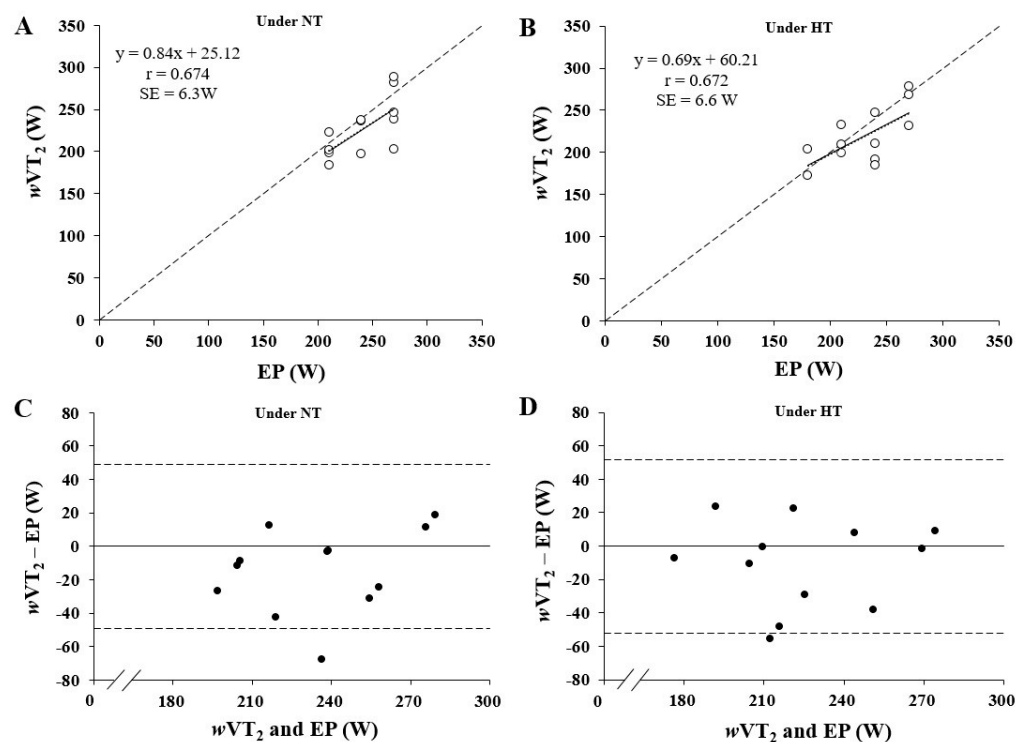 A
Under NT
y = 0.84x + 25.12
r = 0.674
SE = 6.3W
350
300
250
200
150
100
50
0
wVT₂ (W)
0 50 100 150 200 250 300 350
EP (W)
B
Under HT
y = 0.69x + 60.21
r = 0.672
SE = 6.6 W
350
300
250
200
150
100
50
0
wVT₂ (W)
0 50 100 150 200 250 300 350
EP (W)
C
Under NT
80
60
40
20
0
-20
-40
-60
-80
wVT₂ – EP (W)
0 180 210 240 270 300
wVT₂ and EP (W)
D
Under HT
80
60
40
20
0
-20
-40
-60
-80
wVT₂ – EP (W)
0 180 210 240 270 300
wVT₂ and EP (W)